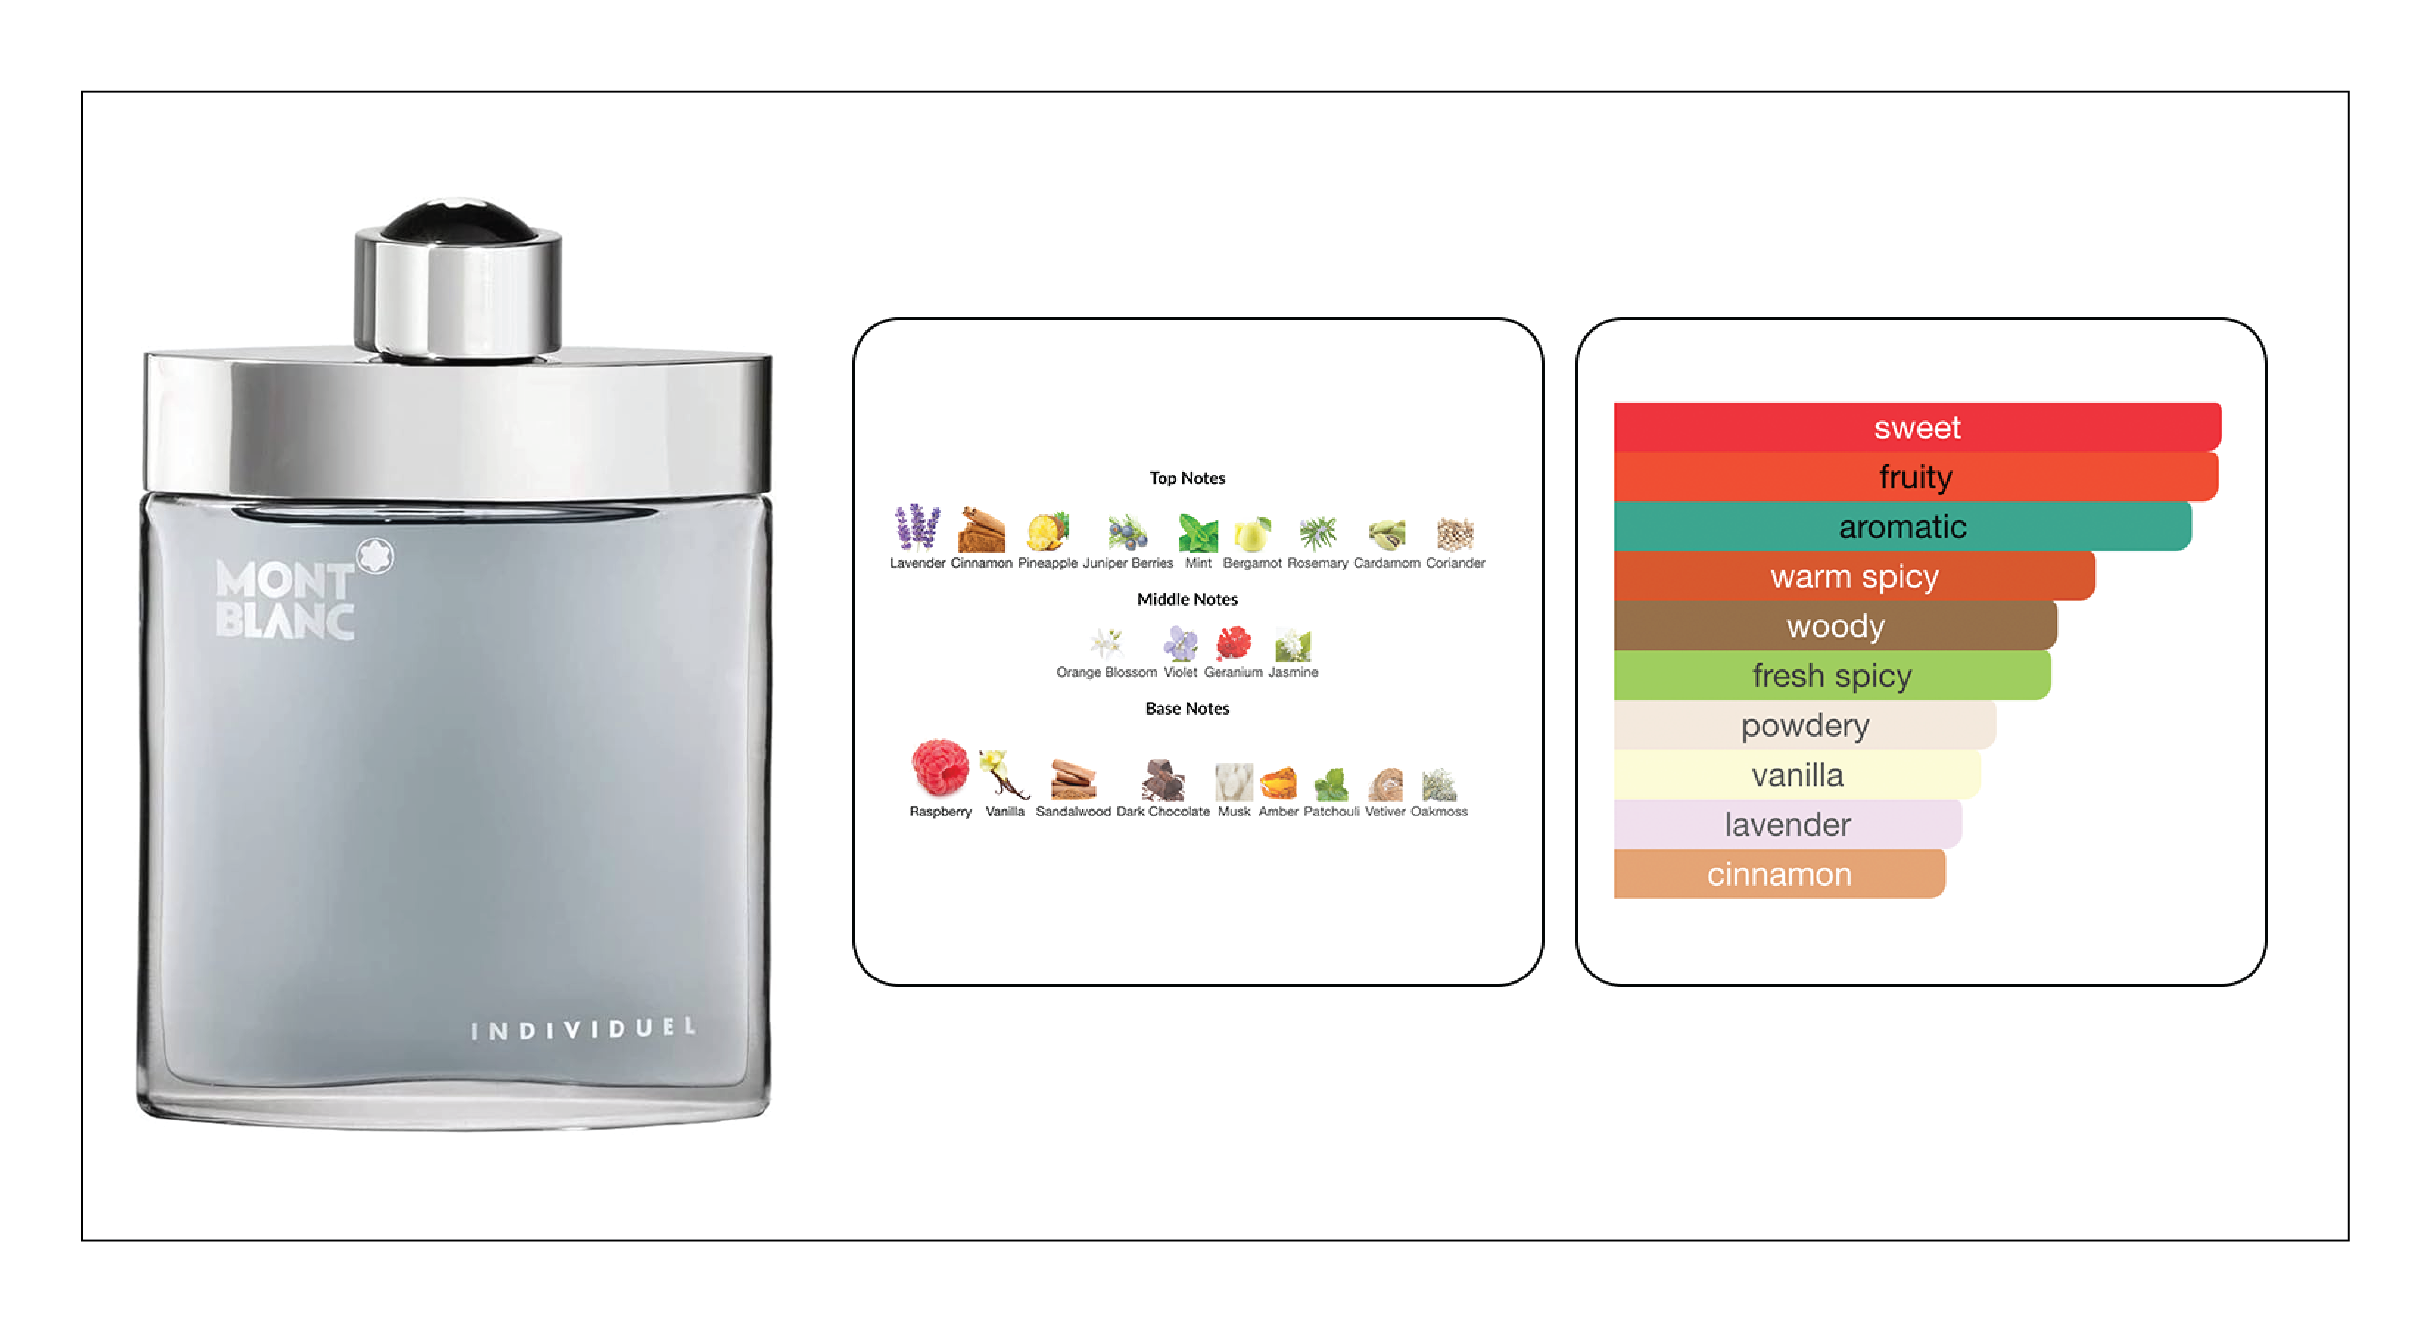 MONT
BLANC
INDIVIDUEL
Top Notes
Lavender Cinnamon Pineapple Juniper Berries Mint Bergamot Rosemary Cardamom Coriander
Middle Notes
Orange Blossom Violet Geranium Jasmine
Base Notes
Raspberry Vanilla Sandalwood Dark Chocolate Musk Amber Patchouli Vetiver Oakmoss
sweet
fruity
aromatic
warm spicy
woody
fresh spicy
powdery
vanilla
lavender
cinnamon